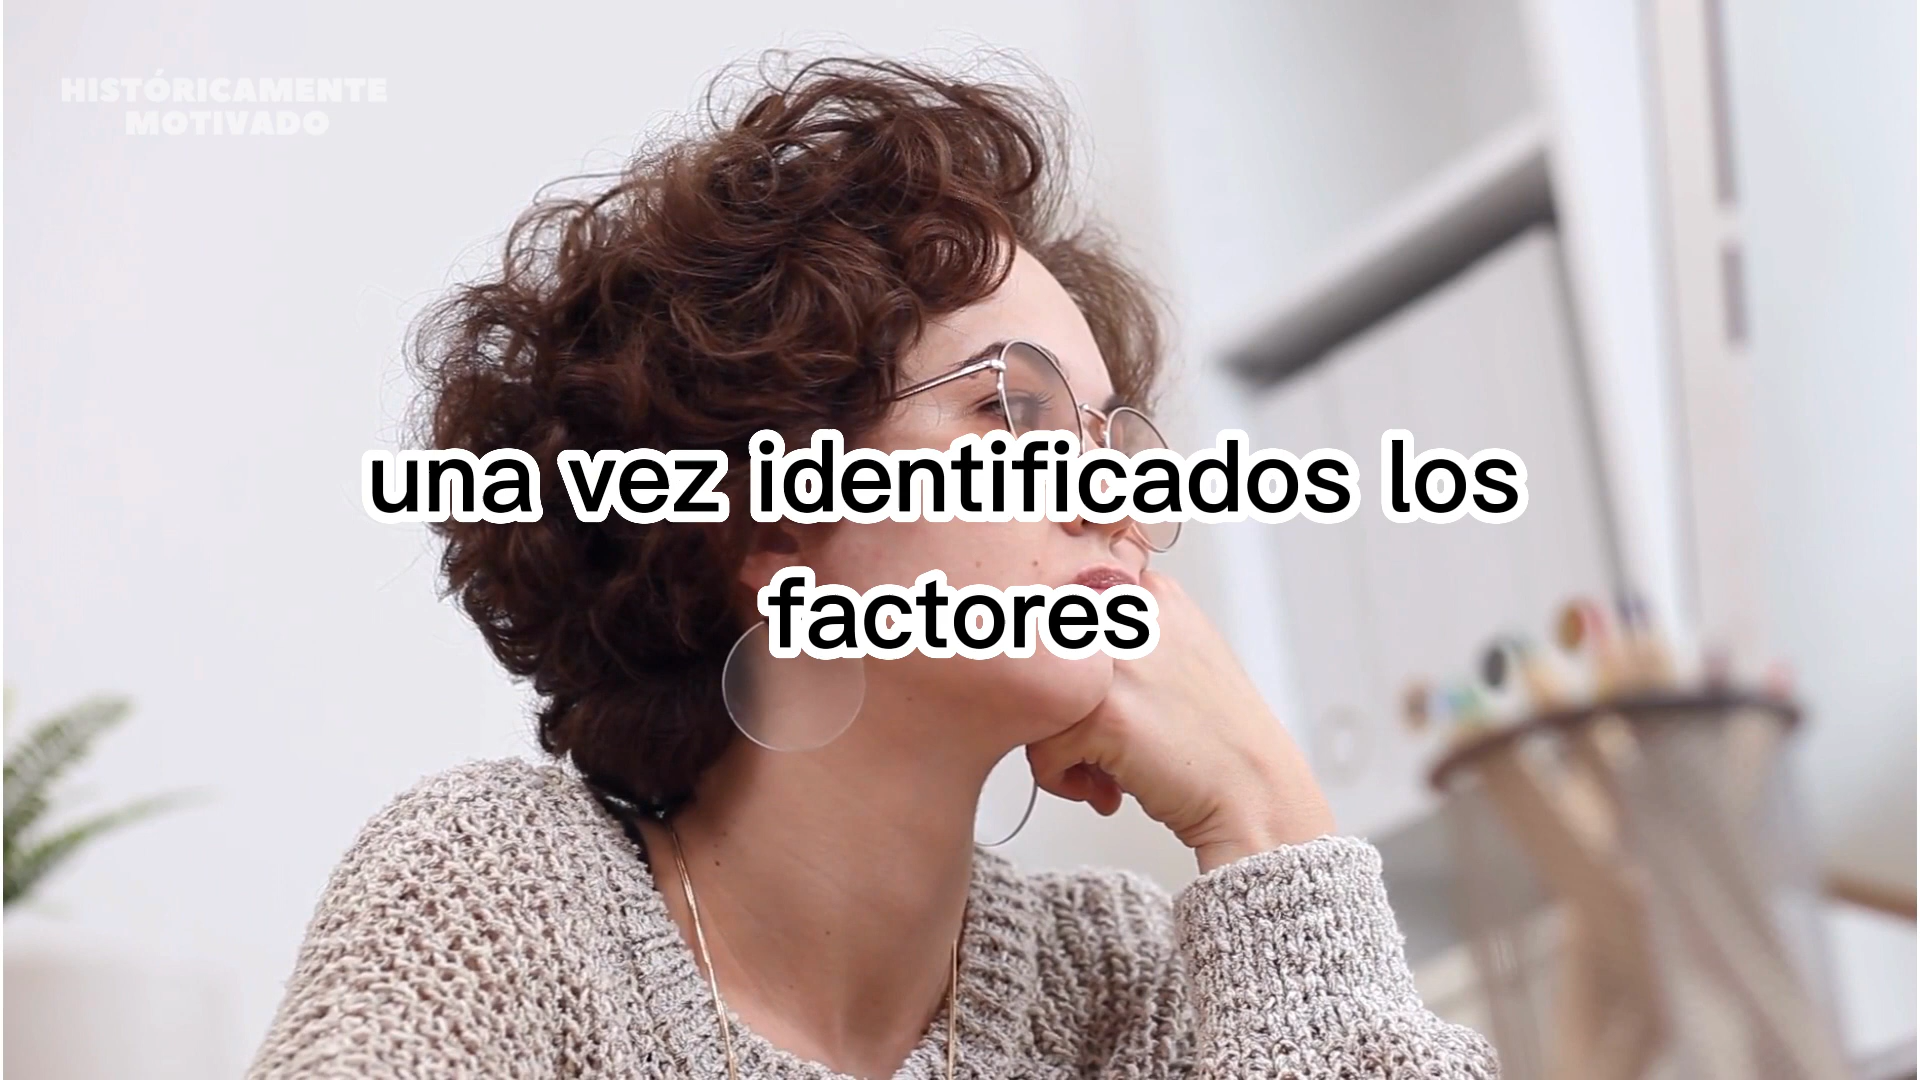 HISTÓRICAMENTE
MOTIVADO
una vez identificados los
factores